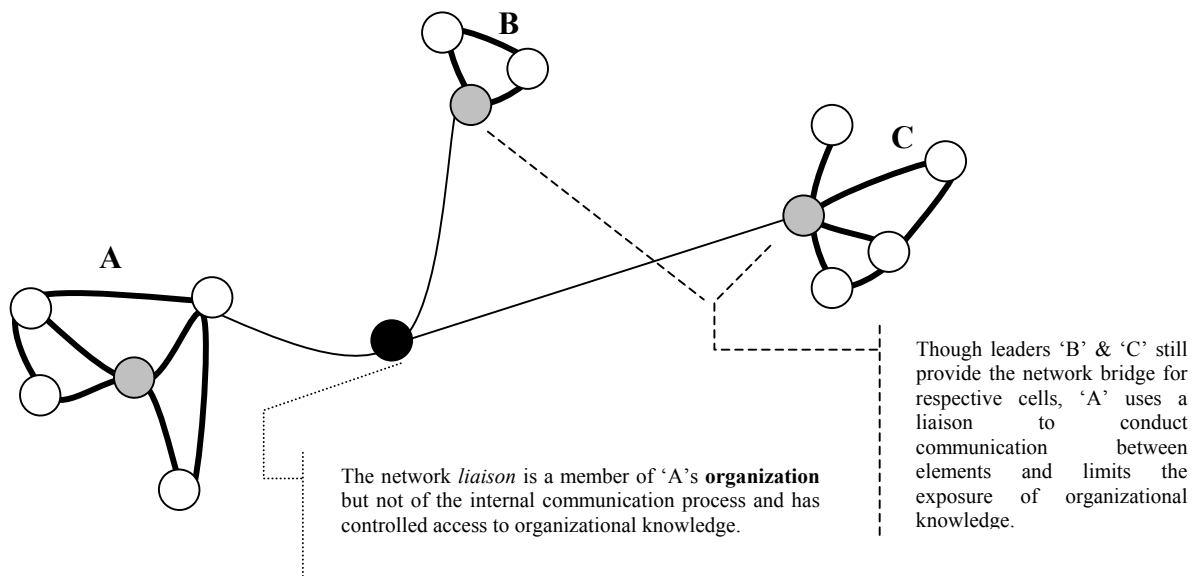 B
C
A
Though leaders ‘B’ & ‘C’ still
provide the network bridge for
respective cells, ‘A’ uses a
liaison to conduct
communication between
elements and limits the
exposure of organizational
knowledge.
The network liaison is a member of ‘A’s organization
but not of the internal communication process and has
controlled access to organizational knowledge.